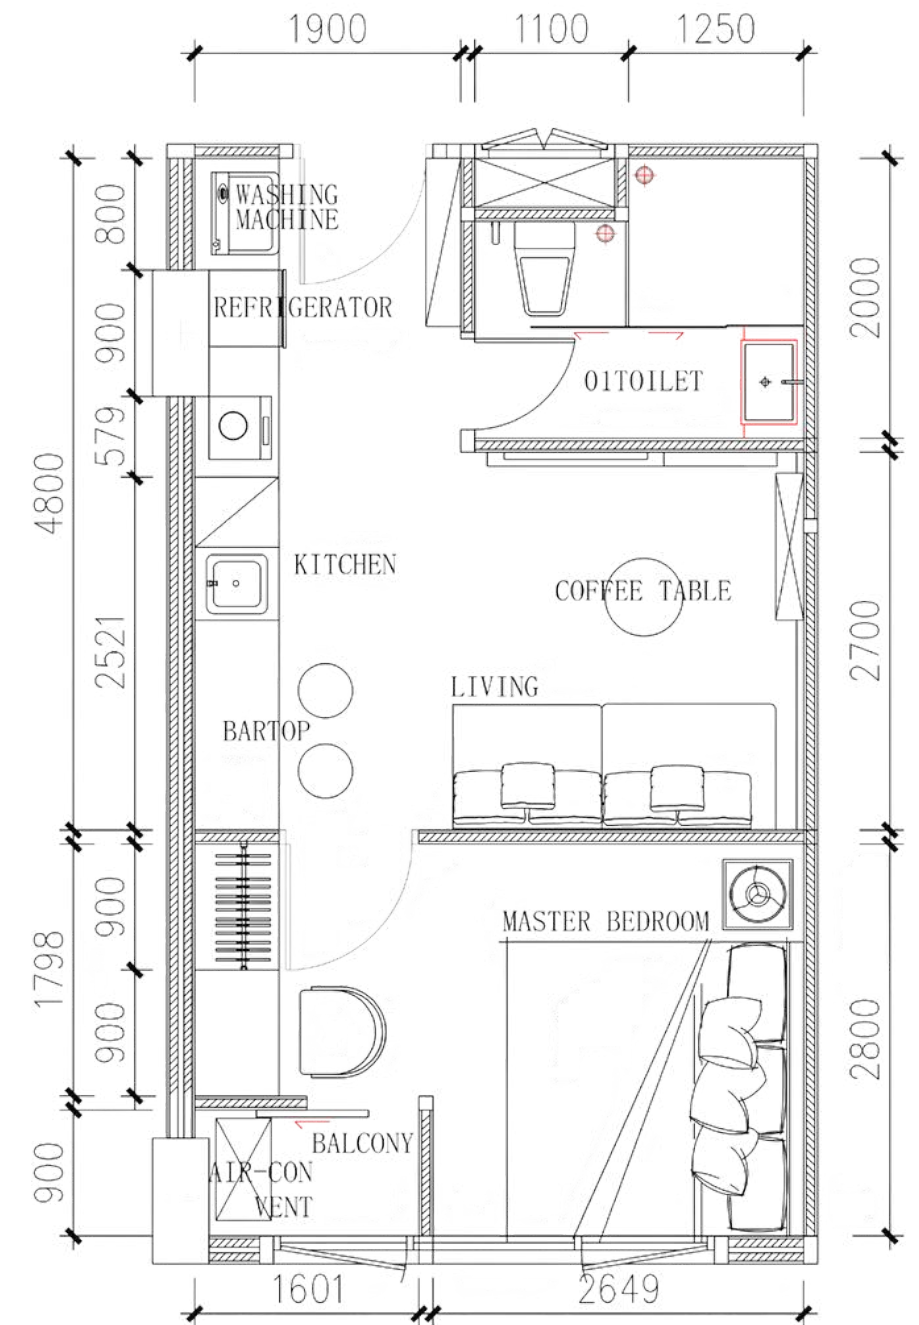 1900 1100 1250
WASHING
MACHINE
800
REFRIGERATOR
900
2000
01TOILET
579
4800
KITCHEN
COFFEE TABLE
2521
2700
LIVING
BARTOP
900
MASTER BEDROOM
1798
900
2800
BALCONY
900
AIR-CON
VENT
1601 2649